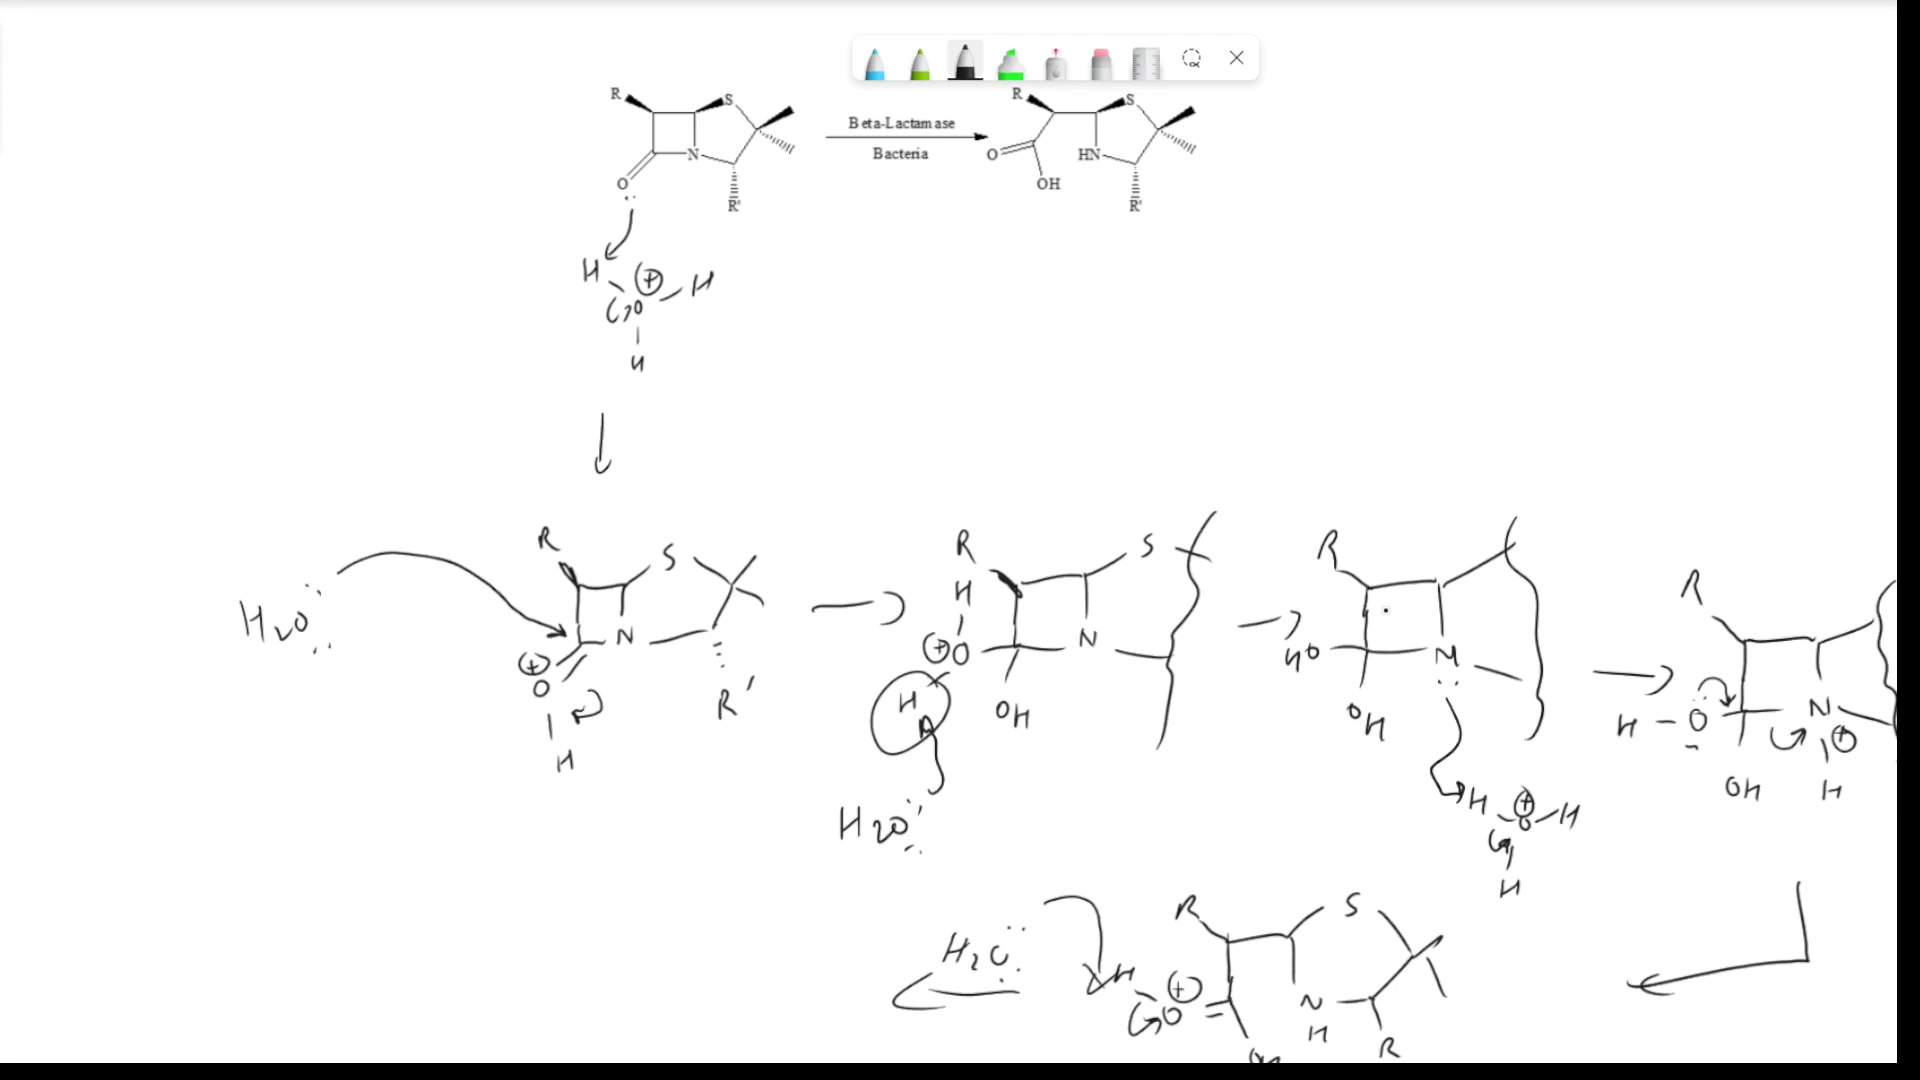 R S R S
Beta-Lactamase
N O Bacteria O HN
OH
R' R'
H ⊕ H
O
H
R S R H S R R
H2O N ⊕O N HO N H-O N ⊕
⊕ O H OH OH OH H
H R'
H2O H ⊕ O H
H
R S
H2O H ⊕ O N
H R